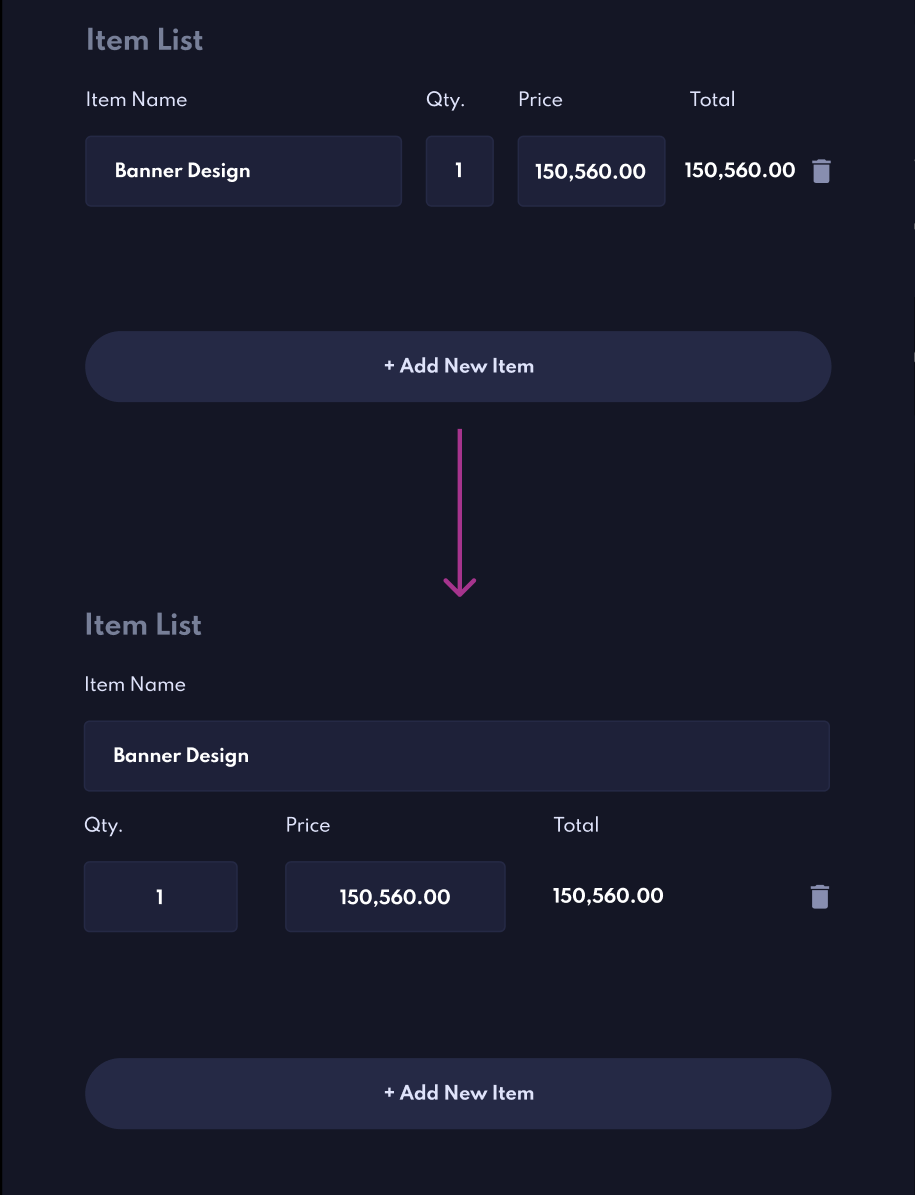 Item List
Item Name Qty. Price Total
Banner Design 1 150,560.00 150,560.00
+ Add New Item
Item List
Item Name
Banner Design
Qty. Price Total
1 150,560.00 150,560.00
+ Add New Item